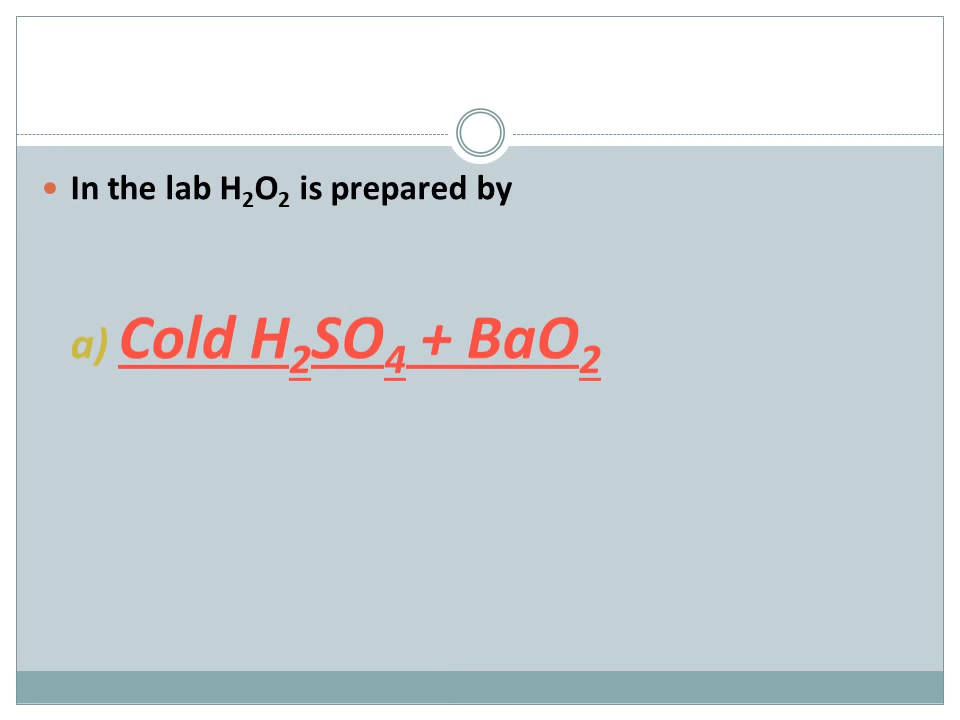 • In the lab H₂O₂ is prepared by
a) Cold H₂SO₄ + BaO₂